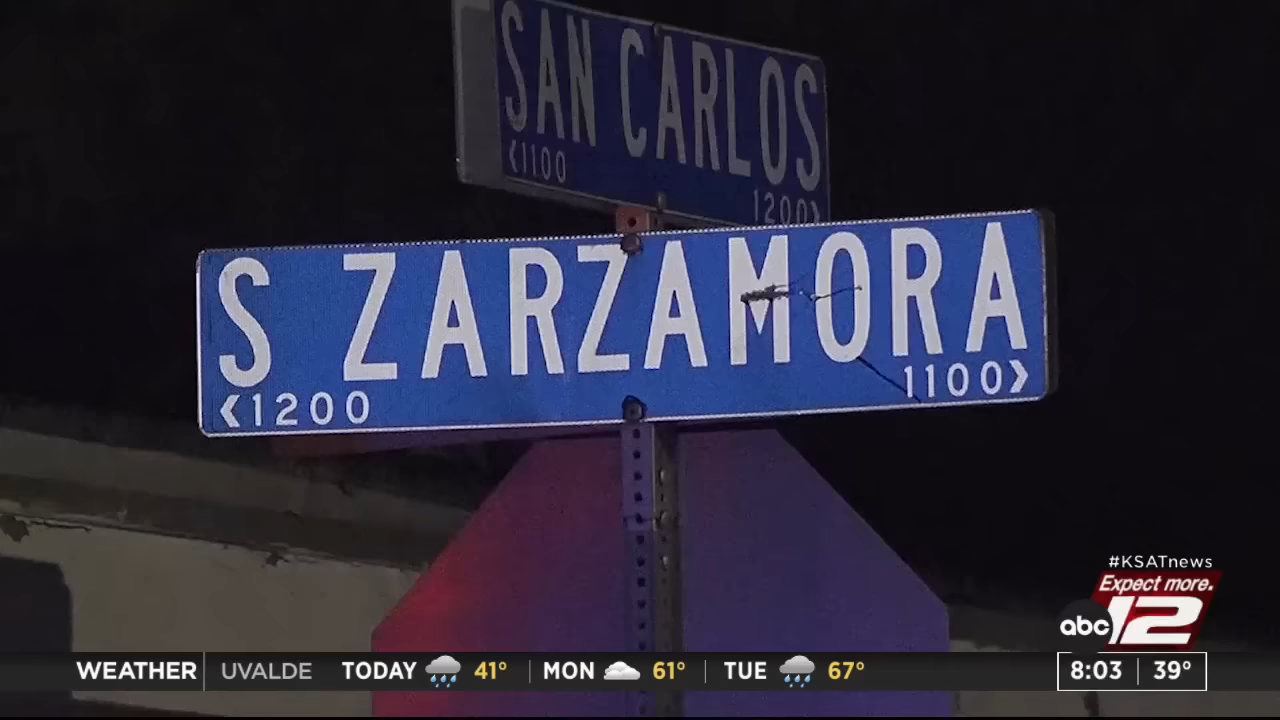 SAN CARLOS
‹1100
1200›
S ZARZAMORA
‹1200
1100›
#KSATnews
Expect more.
abc 12
WEATHER UVALDE TODAY 41° MON 61° TUE 67° 8:03 39°